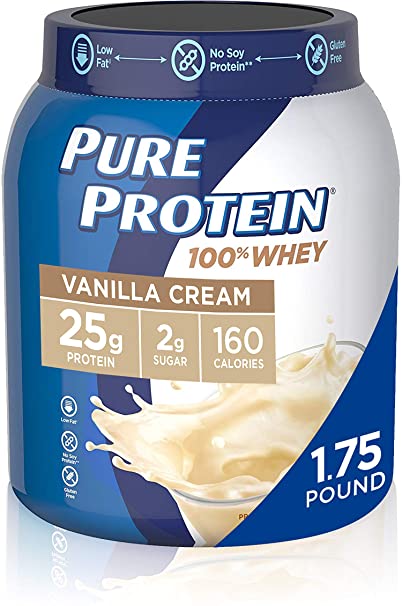 Low
Fat†
No Soy
Protein**
Gluten
Free
PURE
PROTEIN®
100% WHEY
VANILLA CREAM
25g
PROTEIN
2g
SUGAR
160
CALORIES
Low Fat†
No Soy
Protein**
Gluten
Free
1.75
POUND